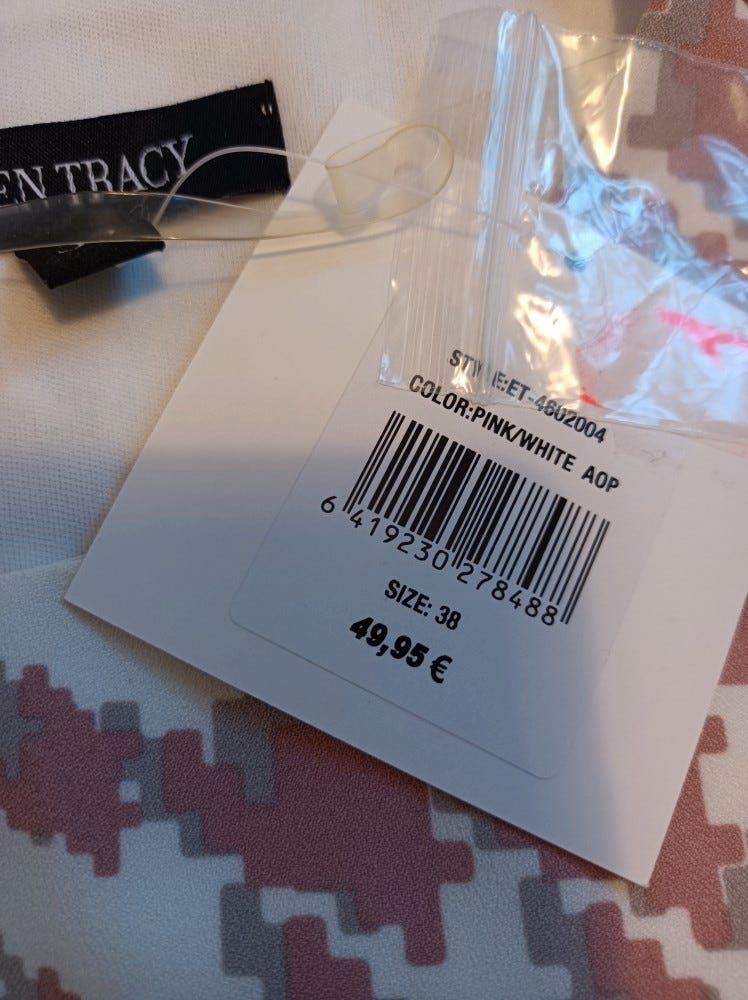 EN TRACY
STYLE:ET-4602004
COLOR:PINK/WHITE AOP
6 419230 278488
SIZE: 38
49,95 €